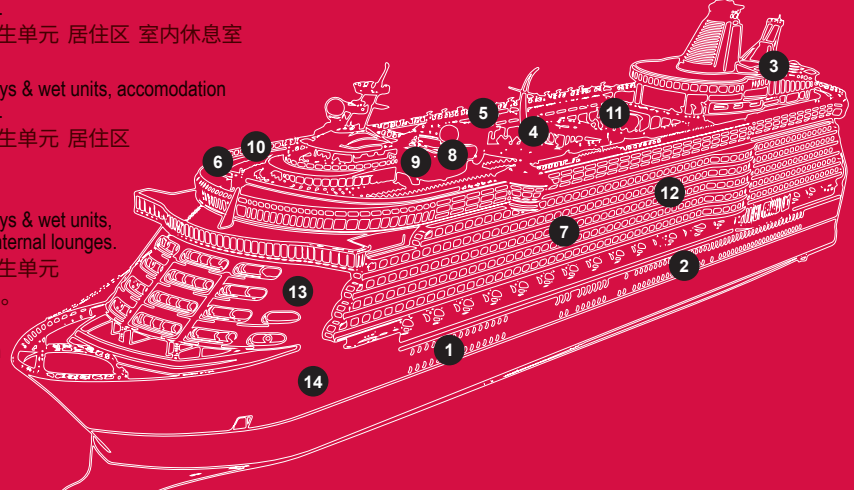 生单元 居住区 室内休息室
ys & wet units, accomodation
生单元 居住区
ys & wet units,
nternal lounges.
生单元
。
3
5
11
4
10
9
8
6
12
7
2
13
1
14